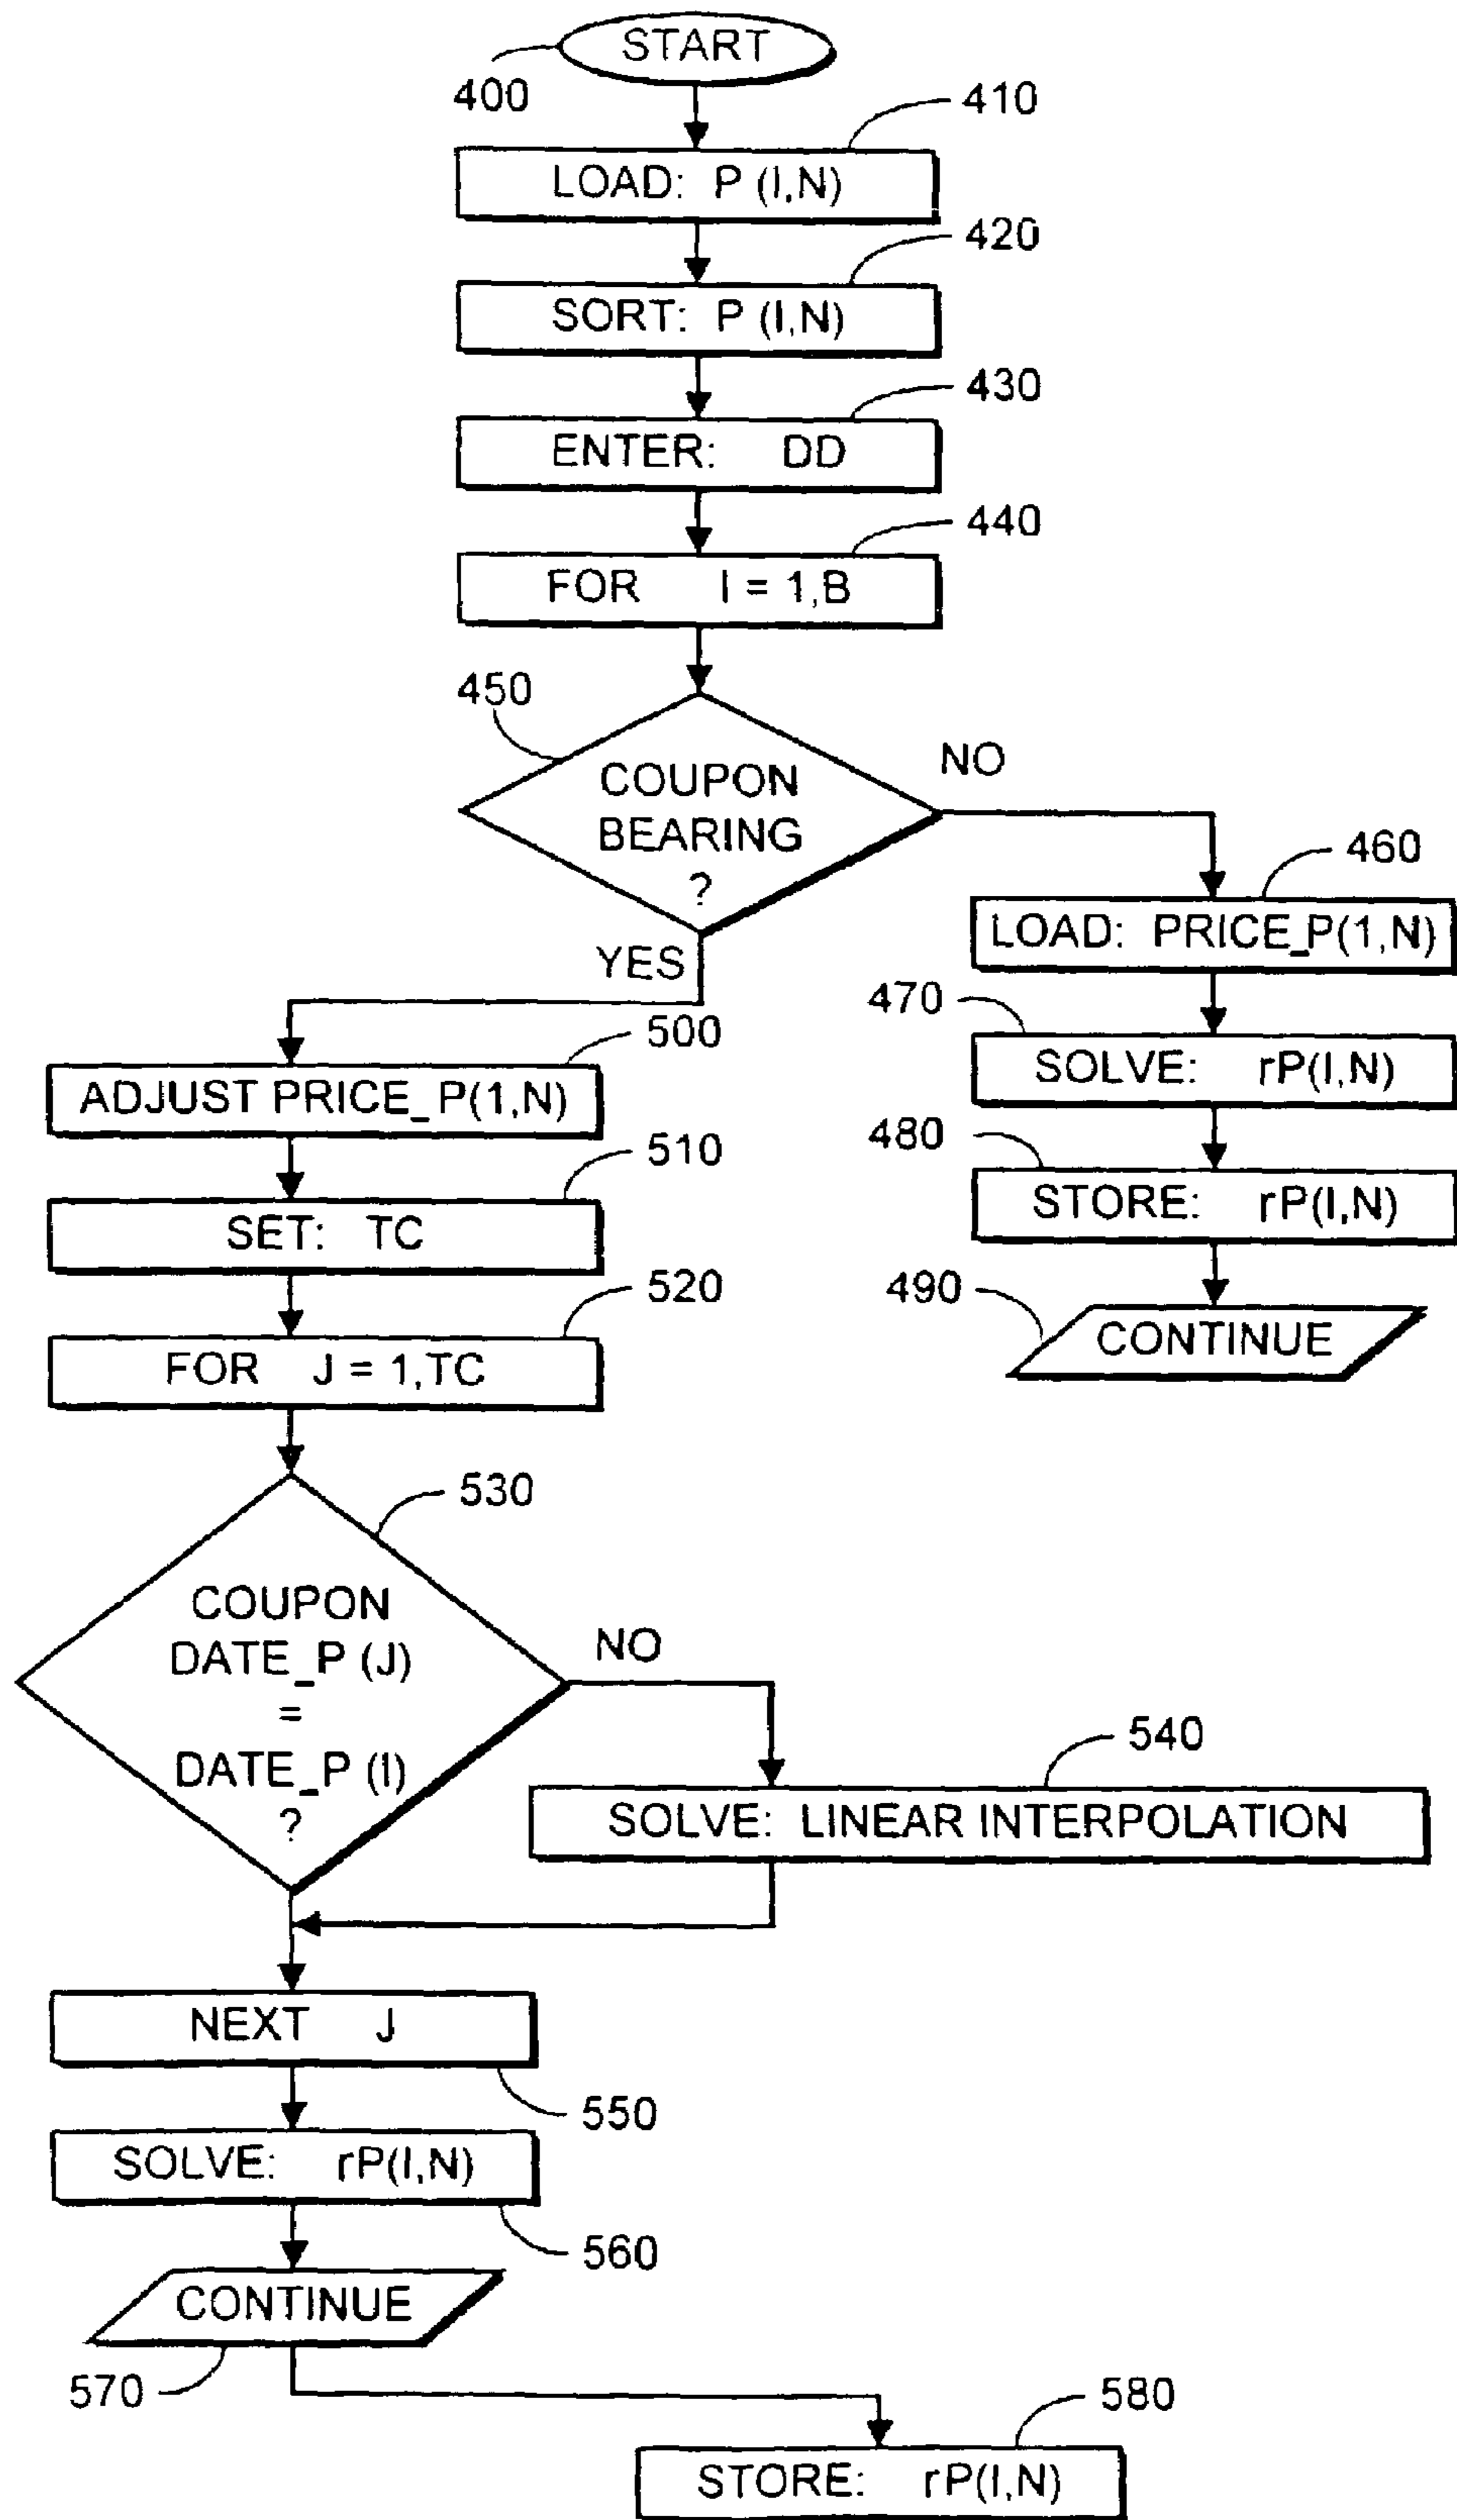 START
400
410
LOAD: P (I,N)
420
SORT: P (I,N)
430
ENTER: DD
440
FOR I = 1,B
450
COUPON
BEARING
?
NO
YES
460
LOAD: PRICE_P(1,N)
470
SOLVE: rP(I,N)
480
STORE: rP(I,N)
490
CONTINUE
500
ADJUST PRICE_P(1,N)
510
SET: TC
520
FOR J = 1,TC
530
COUPON
DATE_P (J)
=
DATE_P (I)
?
NO
540
SOLVE: LINEAR INTERPOLATION
NEXT J
550
SOLVE: rP(I,N)
560
CONTINUE
570
580
STORE: rP(I,N)